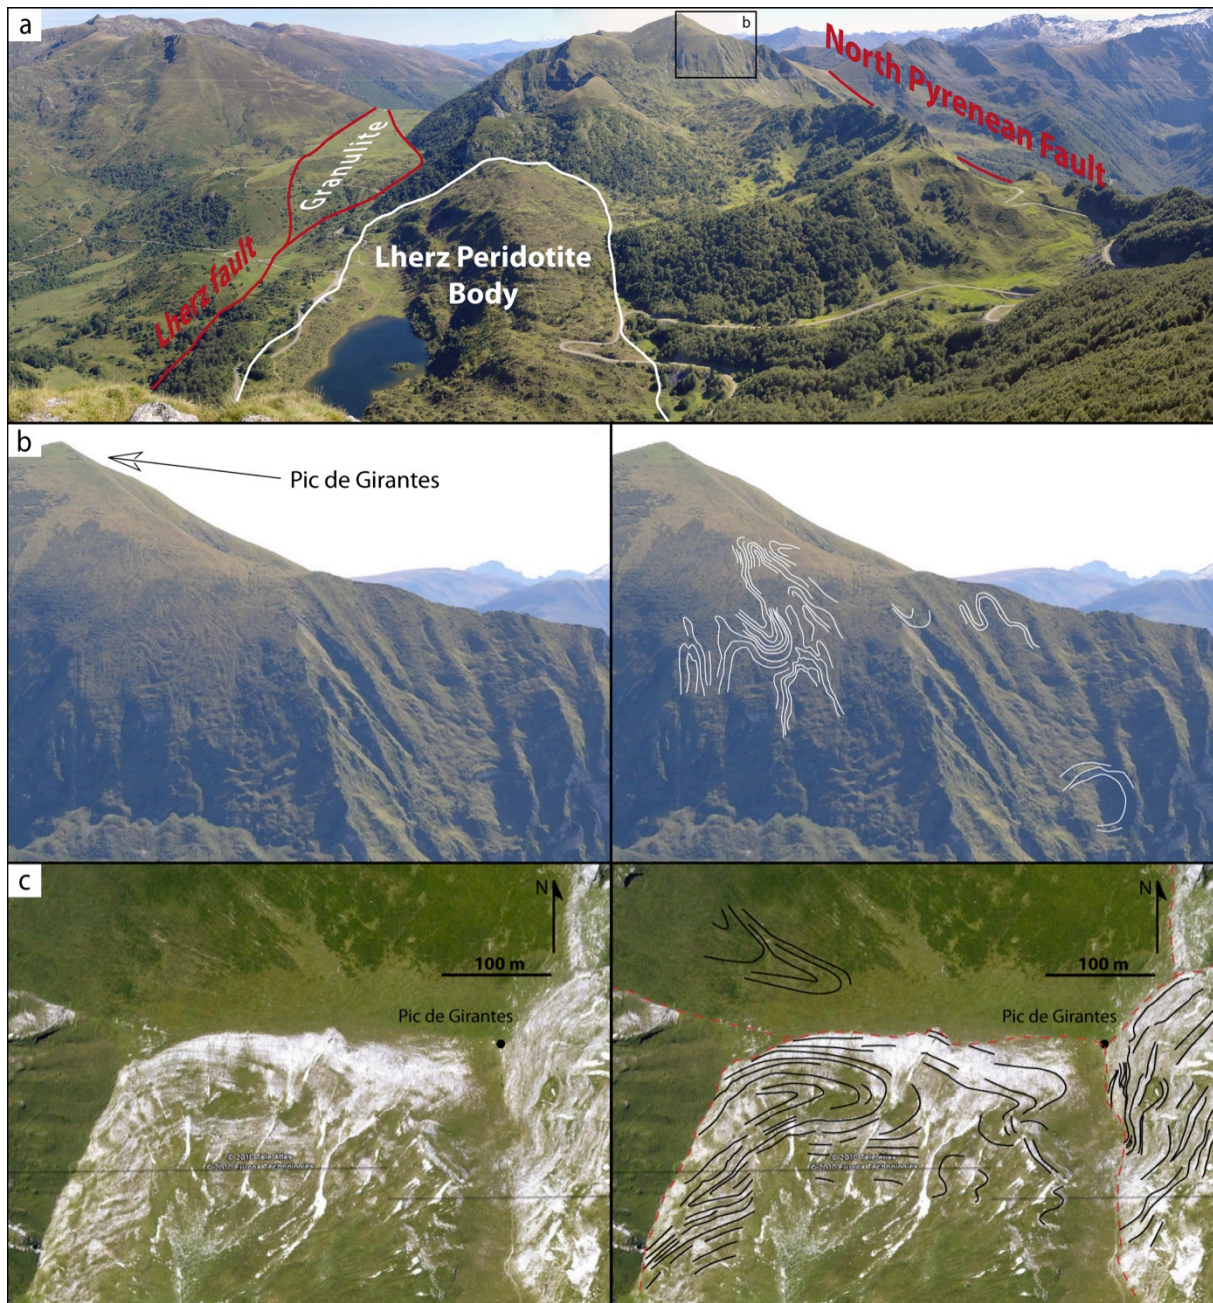 a
b
North Pyrenean Fault
Granulite
Lherz fault
Lherz Peridotite
Body
b
Pic de Girantes
c
N
100 m
Pic de Girantes
© 2010 Tele Atlas
© 2010 Europa Technologies
N
100 m
Pic de Girantes
© 2010 Tele Atlas
© 2010 Europa Technologies